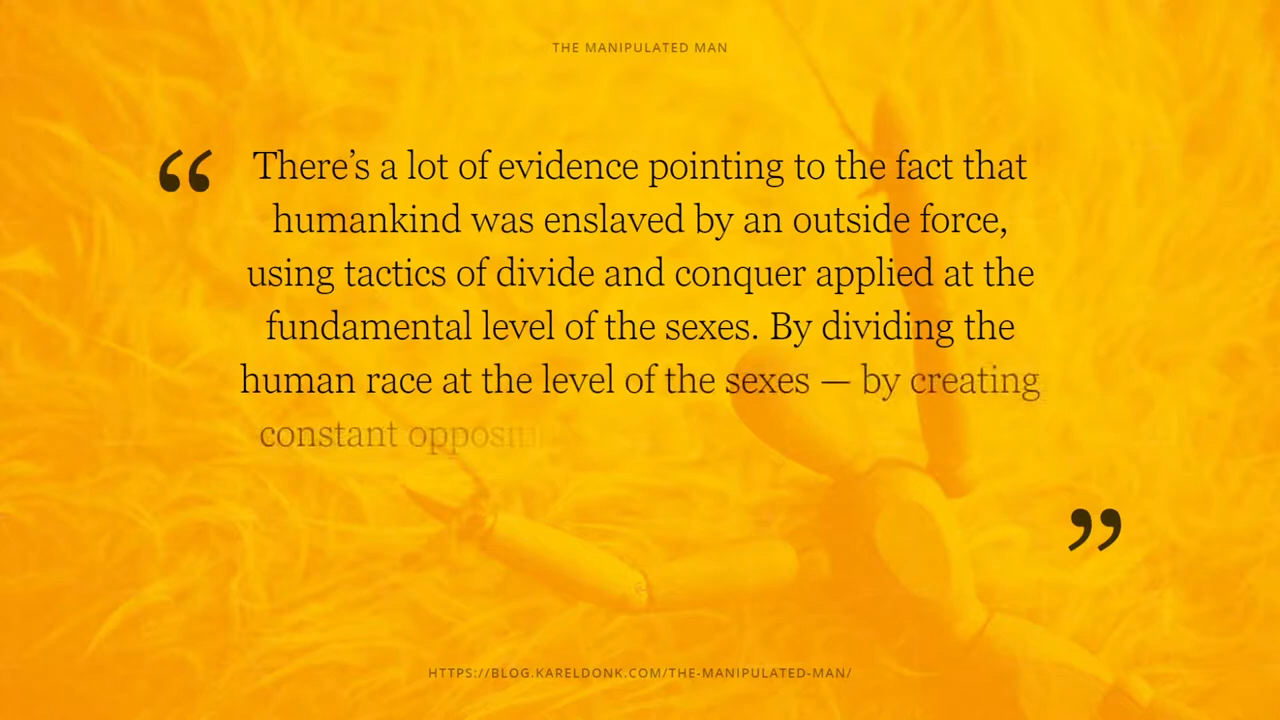 THE MANIPULATED MAN
“ There’s a lot of evidence pointing to the fact that
humankind was enslaved by an outside force,
using tactics of divide and conquer applied at the
fundamental level of the sexes. By dividing the
human race at the level of the sexes — by creating
constant
”
HTTPS://BLOG.KARELDONK.COM/THE-MANIPULATED-MAN/